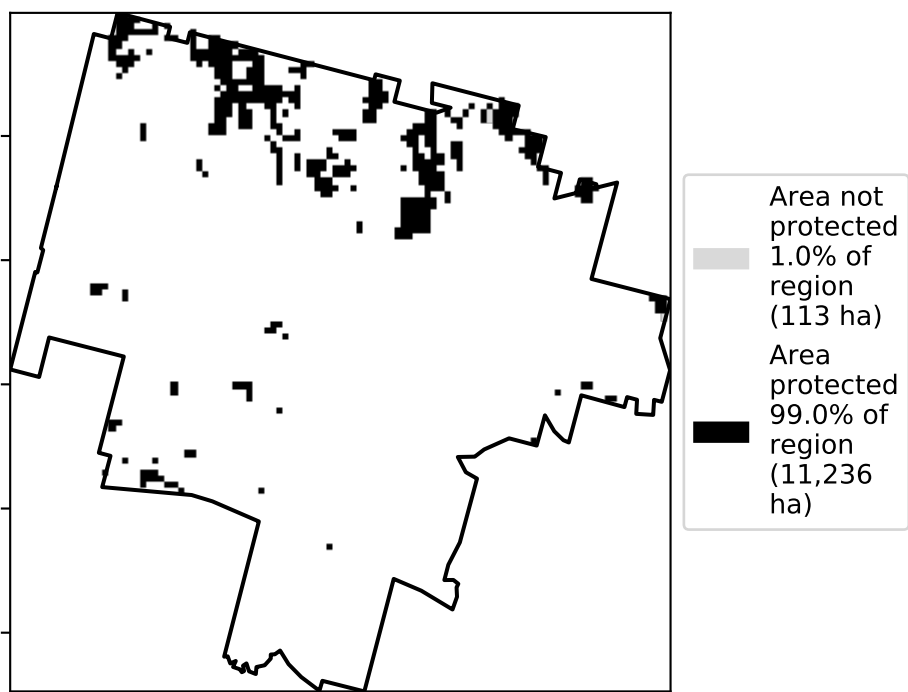 Area not
protected
1.0% of
region
(113 ha)
Area
protected
99.0% of
region
(11,236
ha)